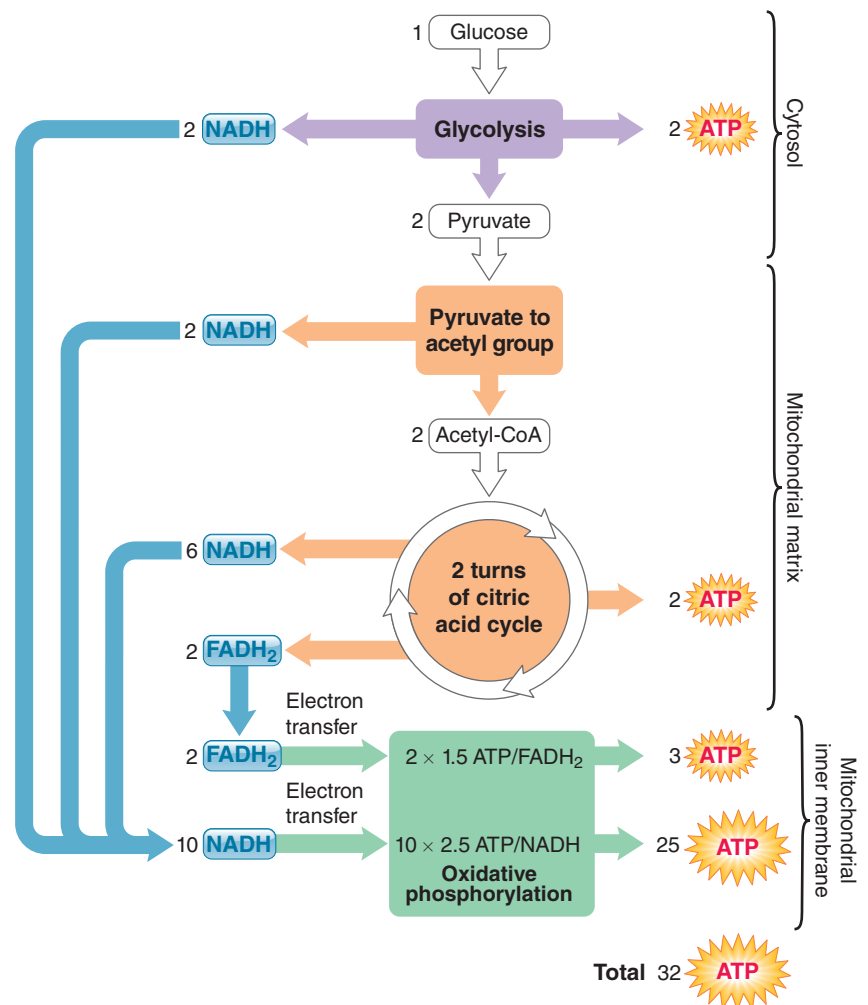 1 Glucose
2 NADH
Glycolysis
2 ATP
Cytosol
2 Pyruvate
2 NADH
Pyruvate to
acetyl group
2 Acetyl-CoA
Mitochondrial matrix
6 NADH
2 turns
of citric
acid cycle
2 ATP
2 FADH₂
Electron
transfer
2 FADH₂
2 × 1.5 ATP/FADH₂
3 ATP
Electron
transfer
10 NADH
10 × 2.5 ATP/NADH
25 ATP
Oxidative
phosphorylation
Mitochondrial
inner membrane
Total 32 ATP